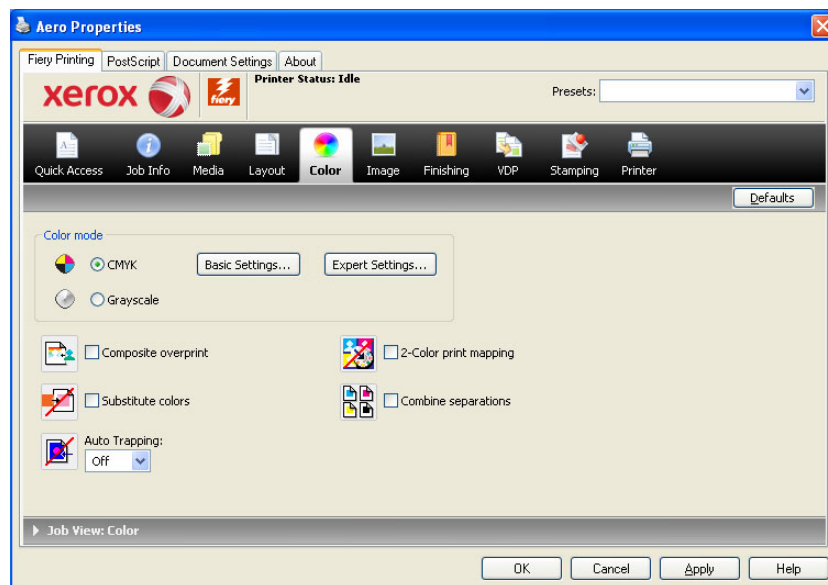 Aero Properties
Fiery Printing PostScript Document Settings About
xerox fiery Printer Status: Idle
Presets:
Quick Access Job Info Media Layout Color Image Finishing VDP Stamping Printer
Defaults
Color mode
CMYK Basic Settings... Expert Settings...
Grayscale
Composite overprint 2-Color print mapping
Substitute colors Combine separations
Auto Trapping:
Off
Job View: Color
OK Cancel Apply Help